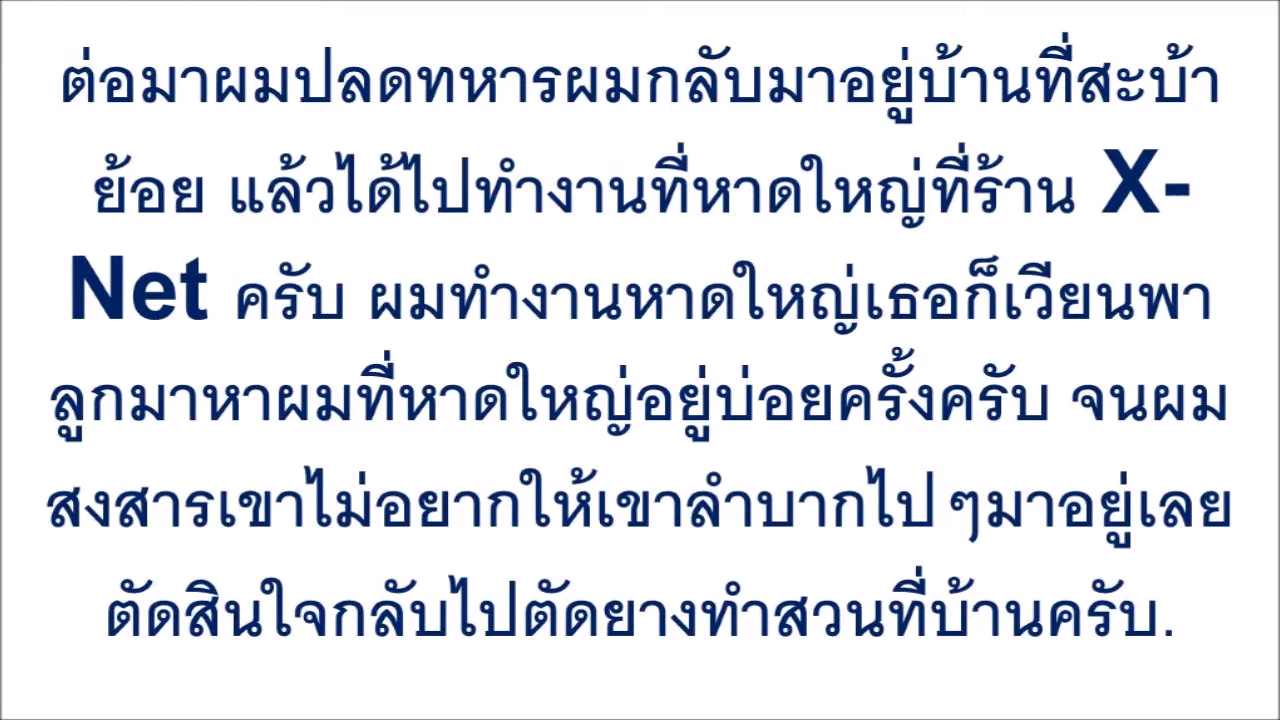 ต่อมาผมปลดทหารผมกลับมาอยู่บ้านที่สะบ้า
ย้อย แล้วได้ไปทำงานที่หาดใหญ่ที่ร้าน X-
Net ครับ ผมทำงานหาดใหญ่เธอก็เวียนพา
ลูกมาหาผมที่หาดใหญ่อยู่บ่อยครั้งครับ จนผม
สงสารเขาไม่อยากให้เขาลำบากไป ๆมาอยู่เลย
ตัดสินใจกลับไปตัดยางทำสวนที่บ้านครับ.